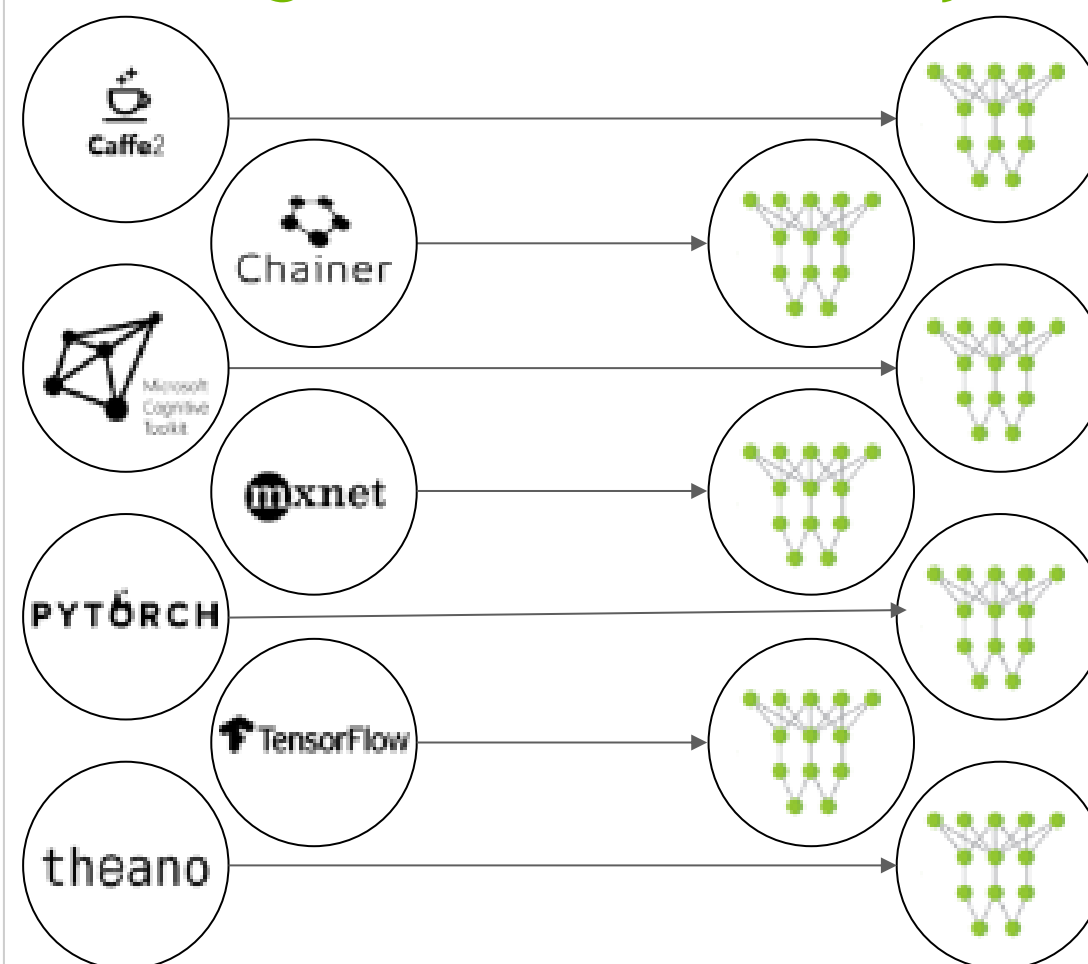 Caffe2
Chainer
Microsoft
Cognitive
Toolkit
mxnet
PYTORCH
TensorFlow
theano